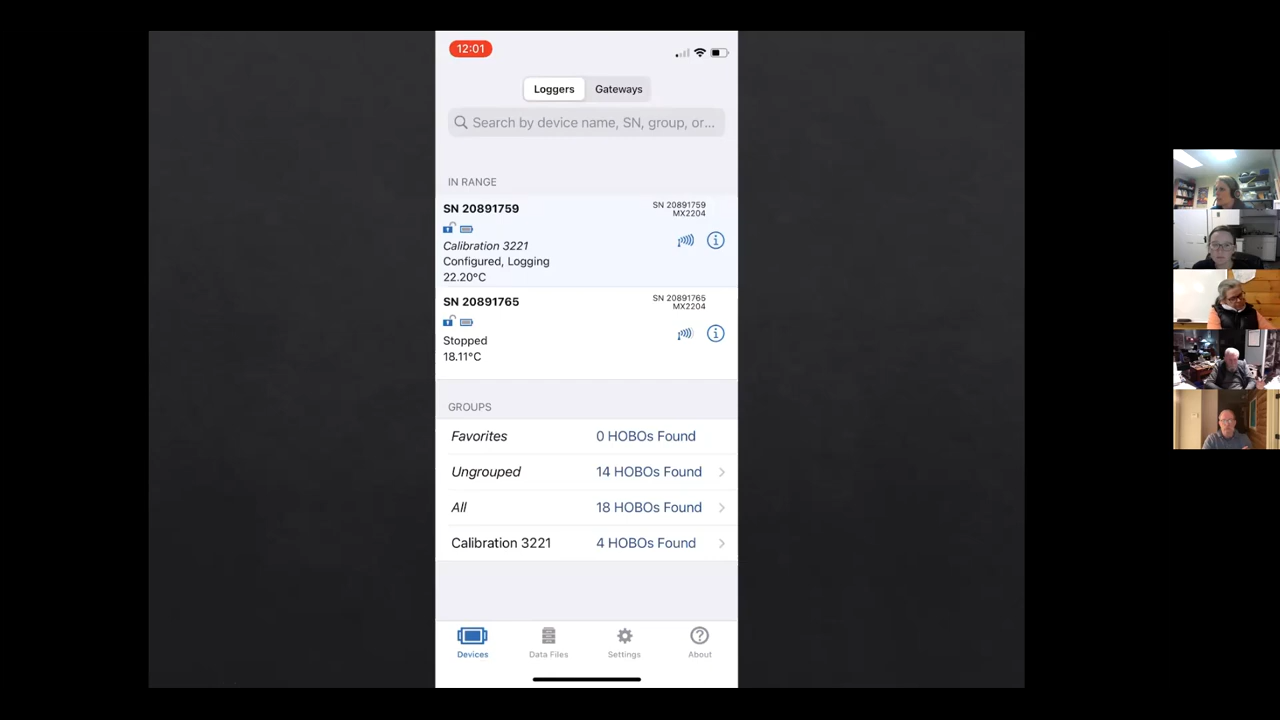 12:01
Loggers Gateways
Search by device name, SN, group, or...
IN RANGE
SN 20891759
SN 20891759
MX2204
Calibration 3221
Configured, Logging
22.20°C
SN 20891765
SN 20891765
MX2204
Stopped
18.11°C
GROUPS
Favorites 0 HOBOs Found
Ungrouped 14 HOBOs Found
All 18 HOBOs Found
Calibration 3221 4 HOBOs Found
Devices Data Files Settings About